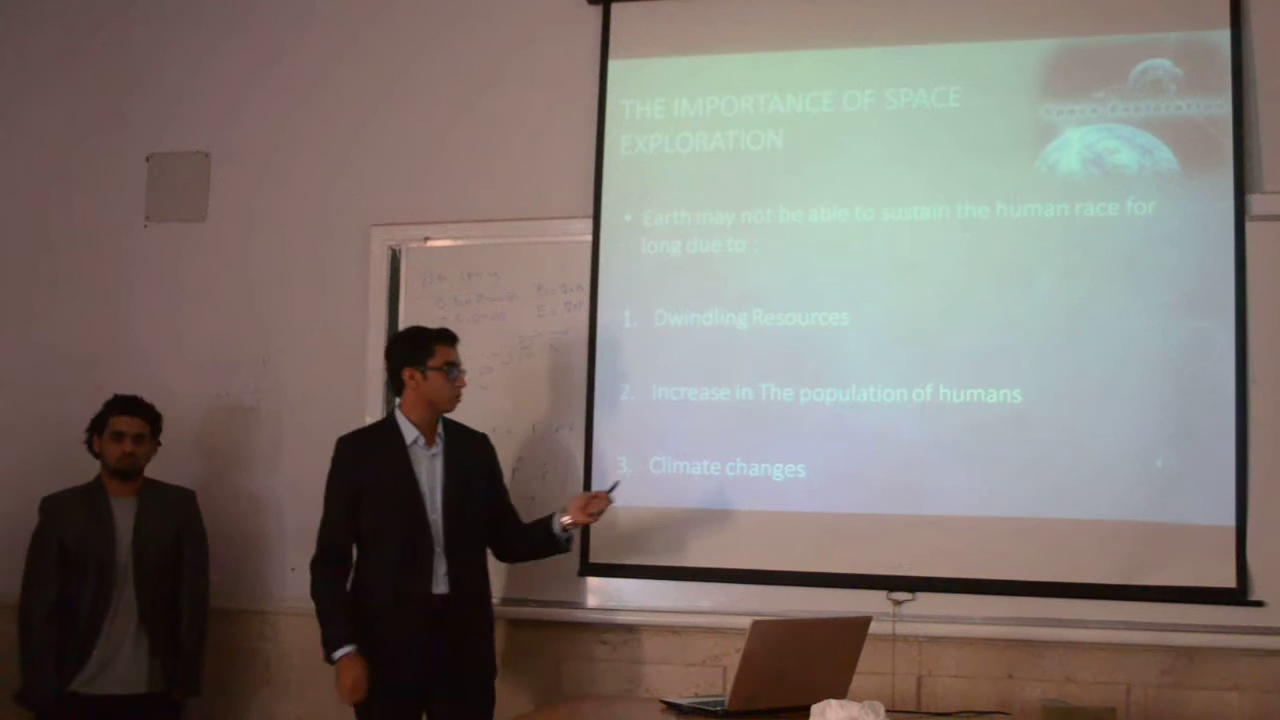 THE IMPORTANCE OF SPACE
EXPLORATION
• Earth may not be able to sustain the human race for
long due to :
1. Dwindling Resources
2. Increase in The population of humans
3. Climate changes